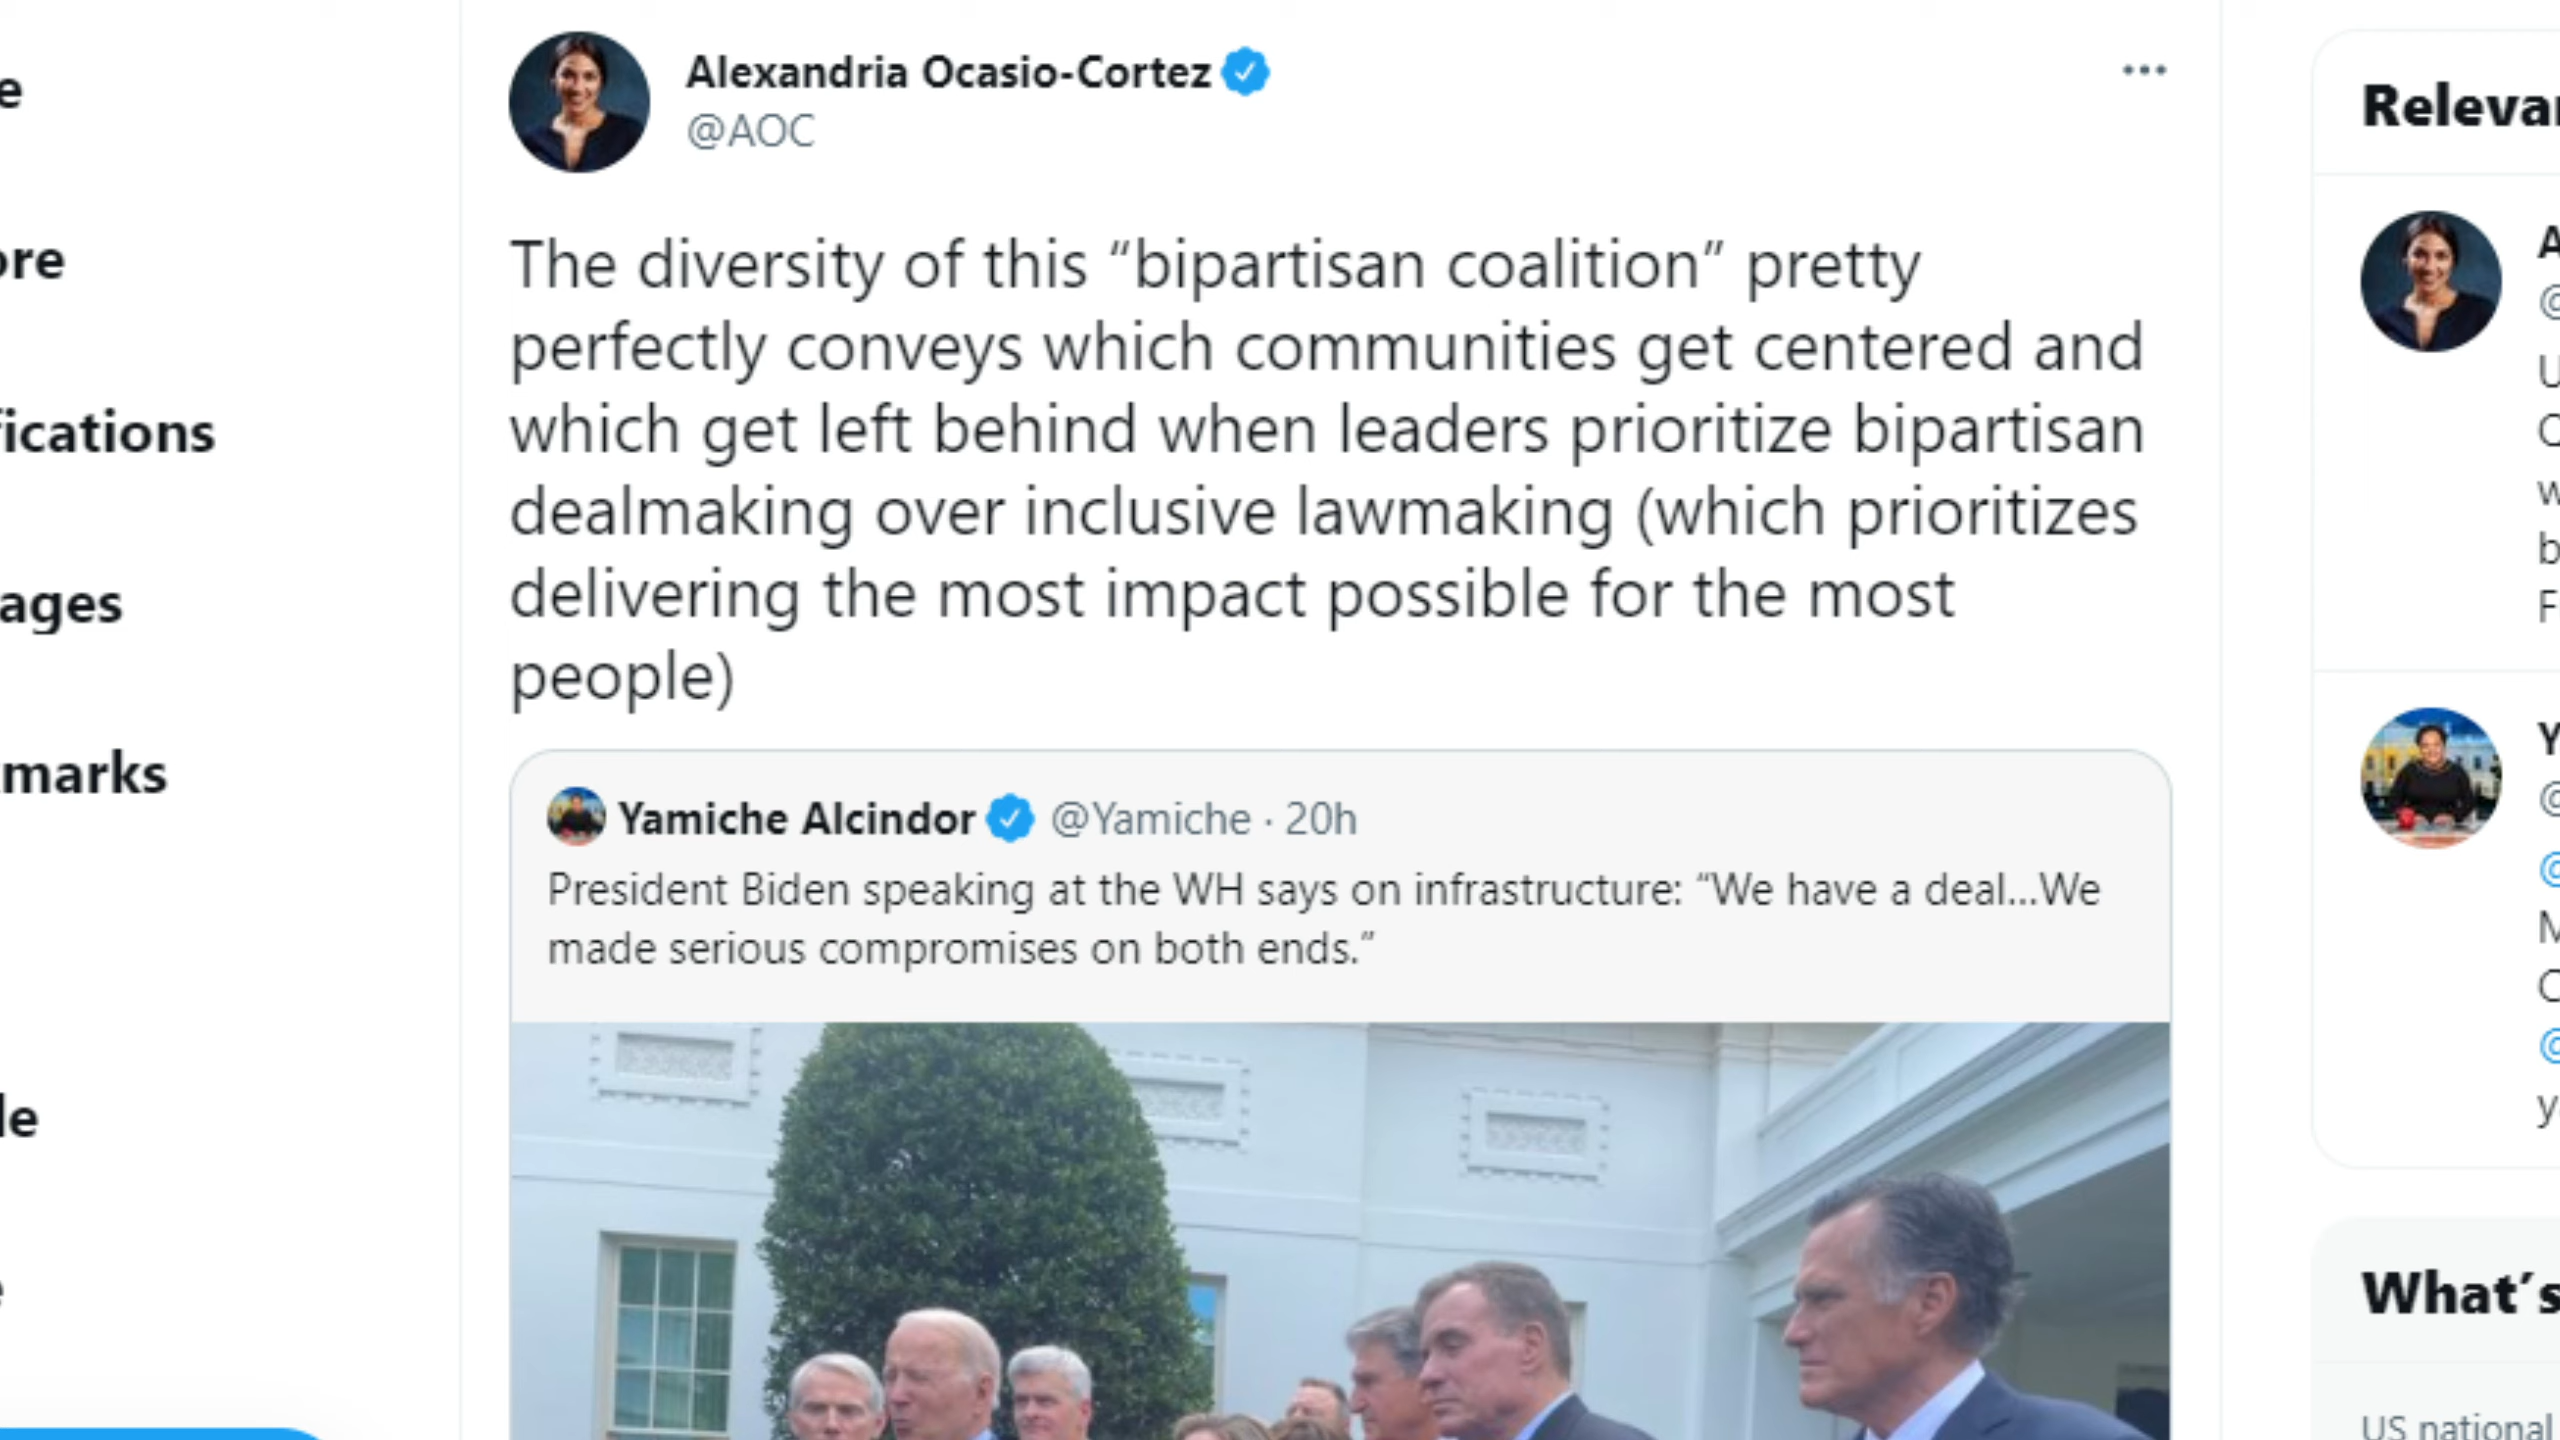 e
ore
fications
ages
marks
le
e
Alexandria Ocasio-Cortez
@AOC
The diversity of this “bipartisan coalition” pretty
perfectly conveys which communities get centered and
which get left behind when leaders prioritize bipartisan
dealmaking over inclusive lawmaking (which prioritizes
delivering the most impact possible for the most
people)
Yamiche Alcindor @Yamiche · 20h
President Biden speaking at the WH says on infrastructure: “We have a deal...We
made serious compromises on both ends.”
Releva
A
@
U
w
b
F
Y
@
@
M
@
y
What's
US national